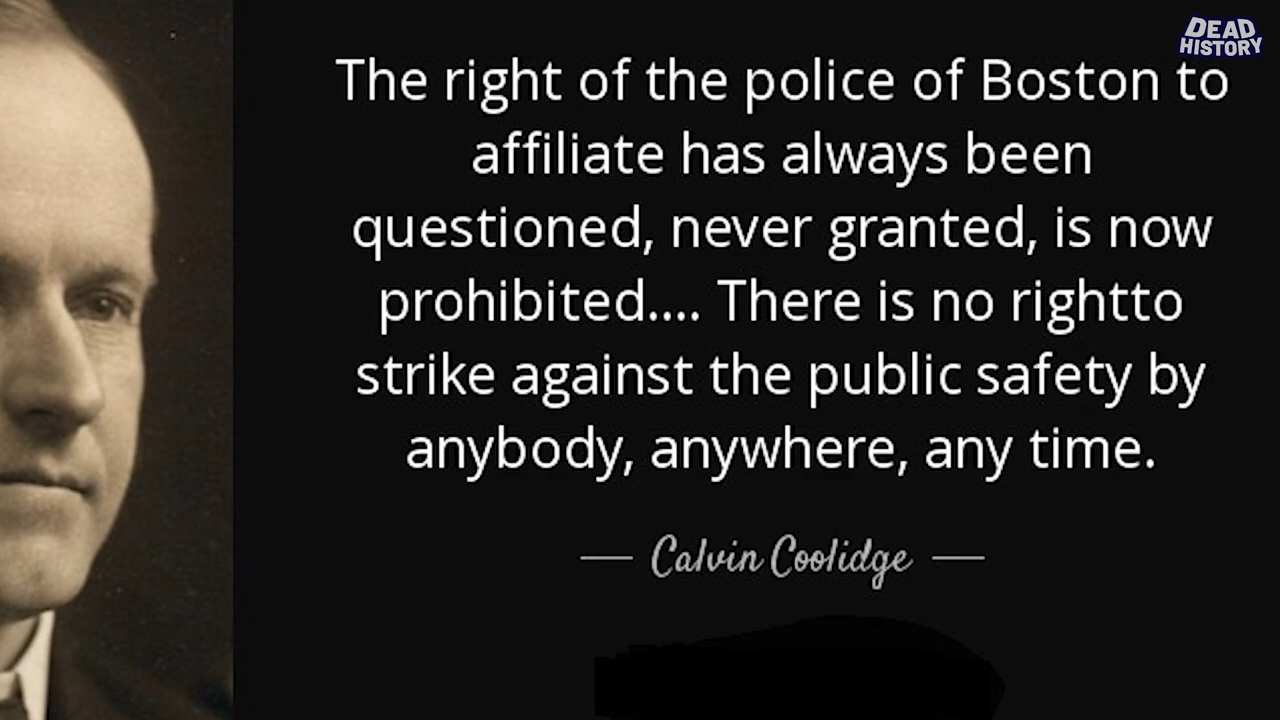 DEAD
HISTORY
The right of the police of Boston to
affiliate has always been
questioned, never granted, is now
prohibited.... There is no rightto
strike against the public safety by
anybody, anywhere, any time.
— Calvin Coolidge —